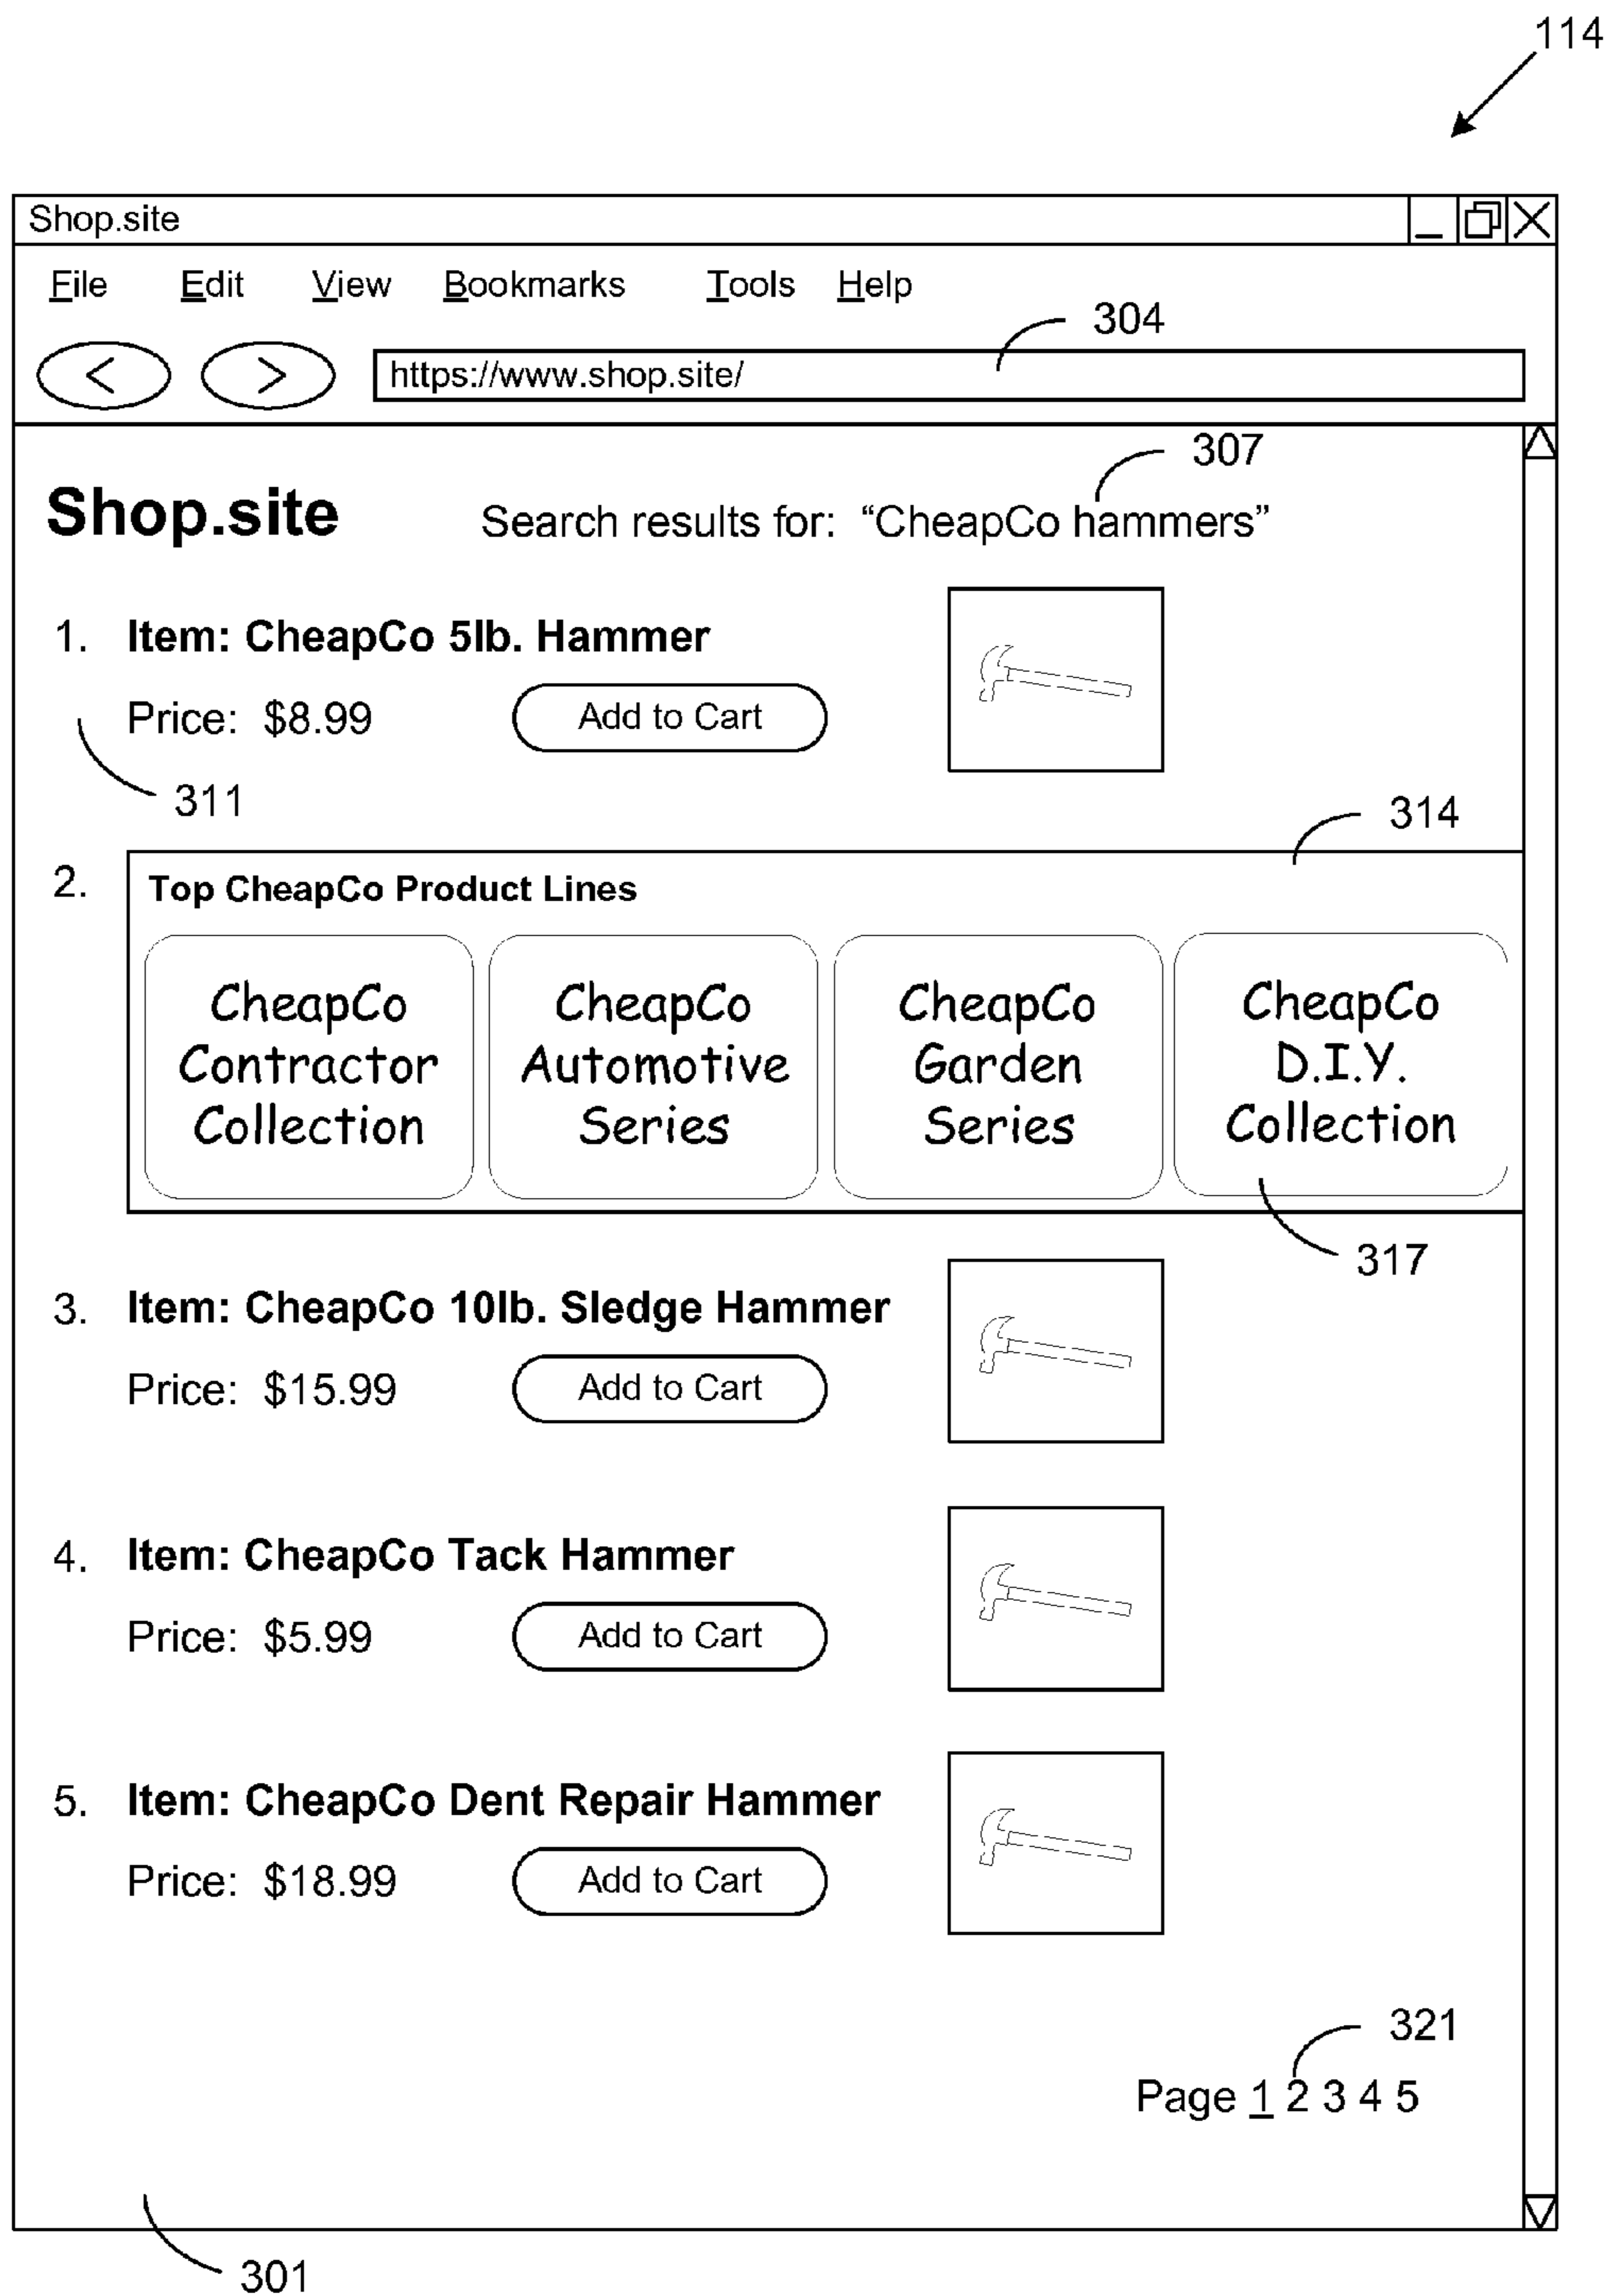 114
Shop.site
File Edit View Bookmarks Tools Help
304
< > https://www.shop.site/
307
Shop.site Search results for: “CheapCo hammers”
1. Item: CheapCo 5lb. Hammer
Price: $8.99 Add to Cart
311
314
2. Top CheapCo Product Lines
CheapCo Contractor Collection
CheapCo Automotive Series
CheapCo Garden Series
CheapCo D.I.Y. Collection
317
3. Item: CheapCo 10lb. Sledge Hammer
Price: $15.99 Add to Cart
4. Item: CheapCo Tack Hammer
Price: $5.99 Add to Cart
5. Item: CheapCo Dent Repair Hammer
Price: $18.99 Add to Cart
321
Page 1 2 3 4 5
301